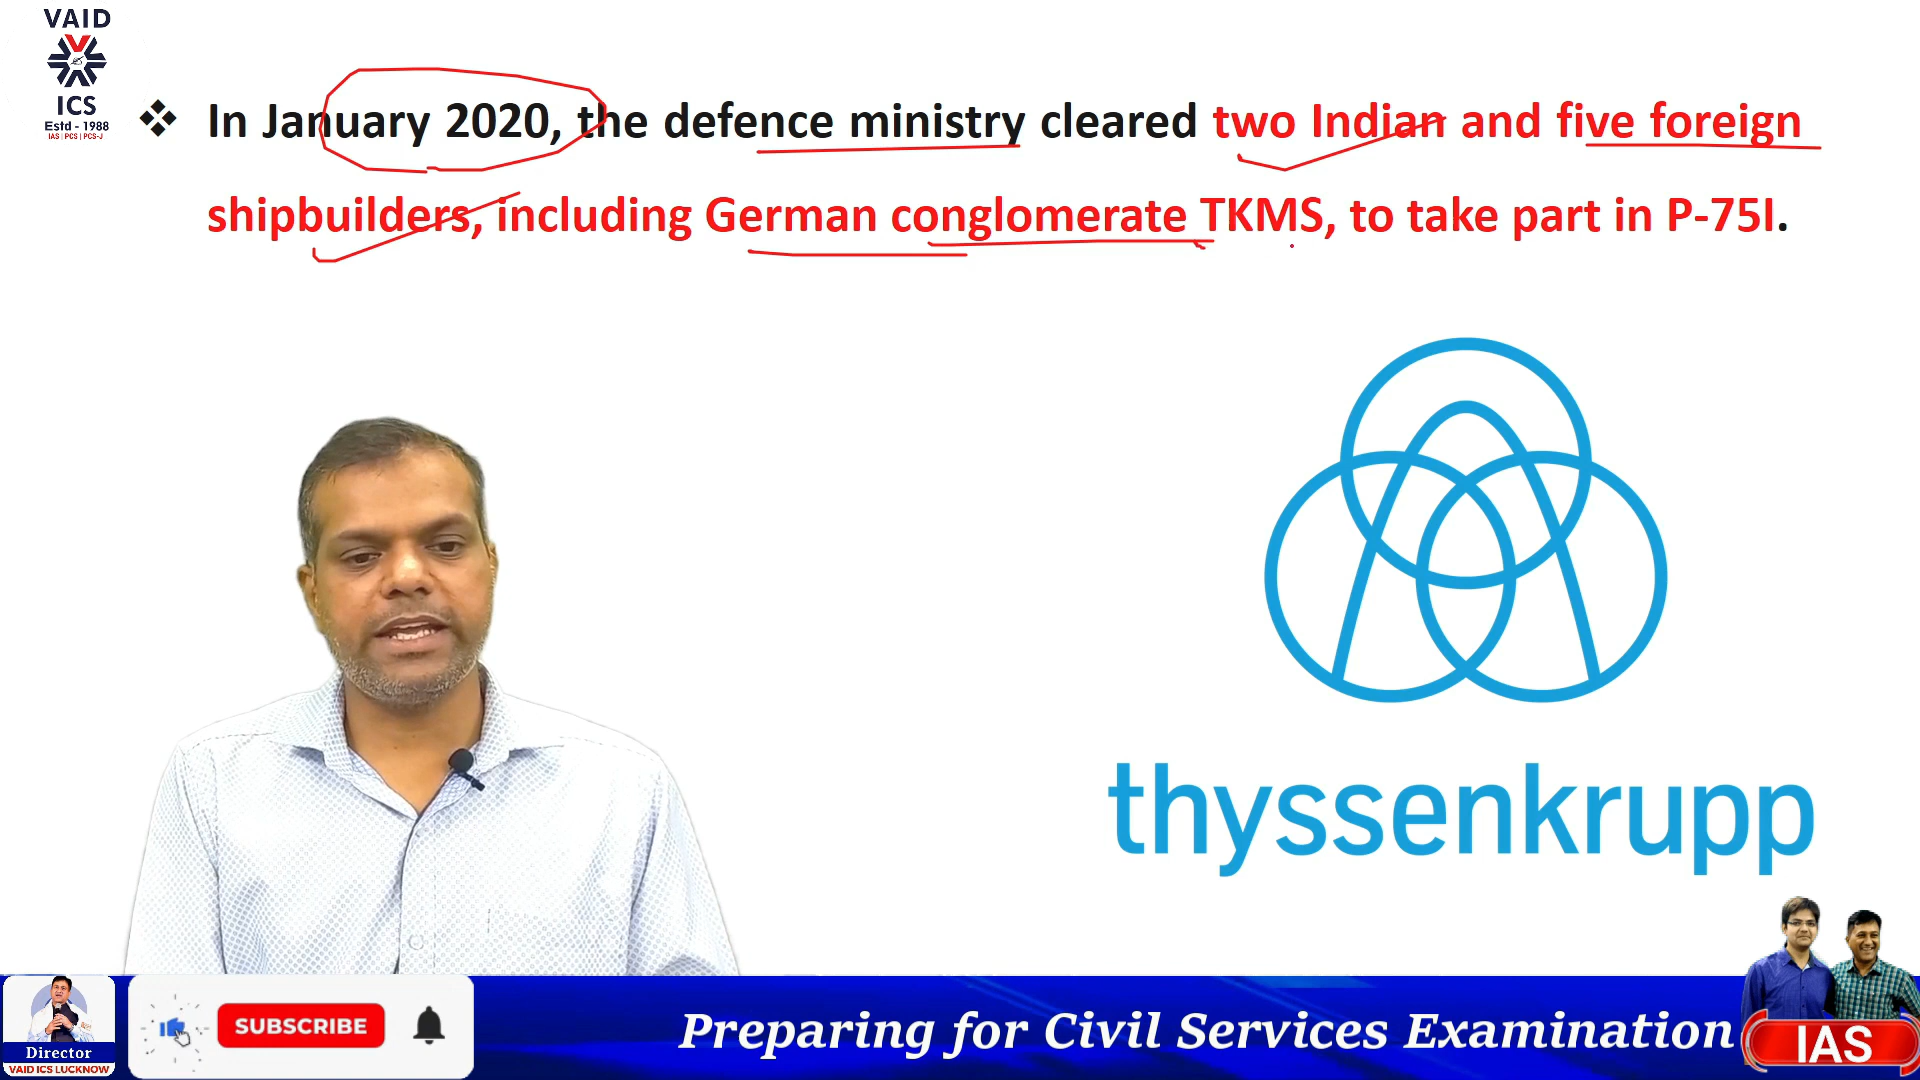 VAID
ICS
Estd - 1988
IAS | PCS | PCS-J
❖ In January 2020, the defence ministry cleared two Indian and five foreign
shipbuilders, including German conglomerate TKMS, to take part in P-75I.
thyssenkrupp
Director
VAID ICS LUCKNOW
SUBSCRIBE
Preparing for Civil Services Examination
IAS